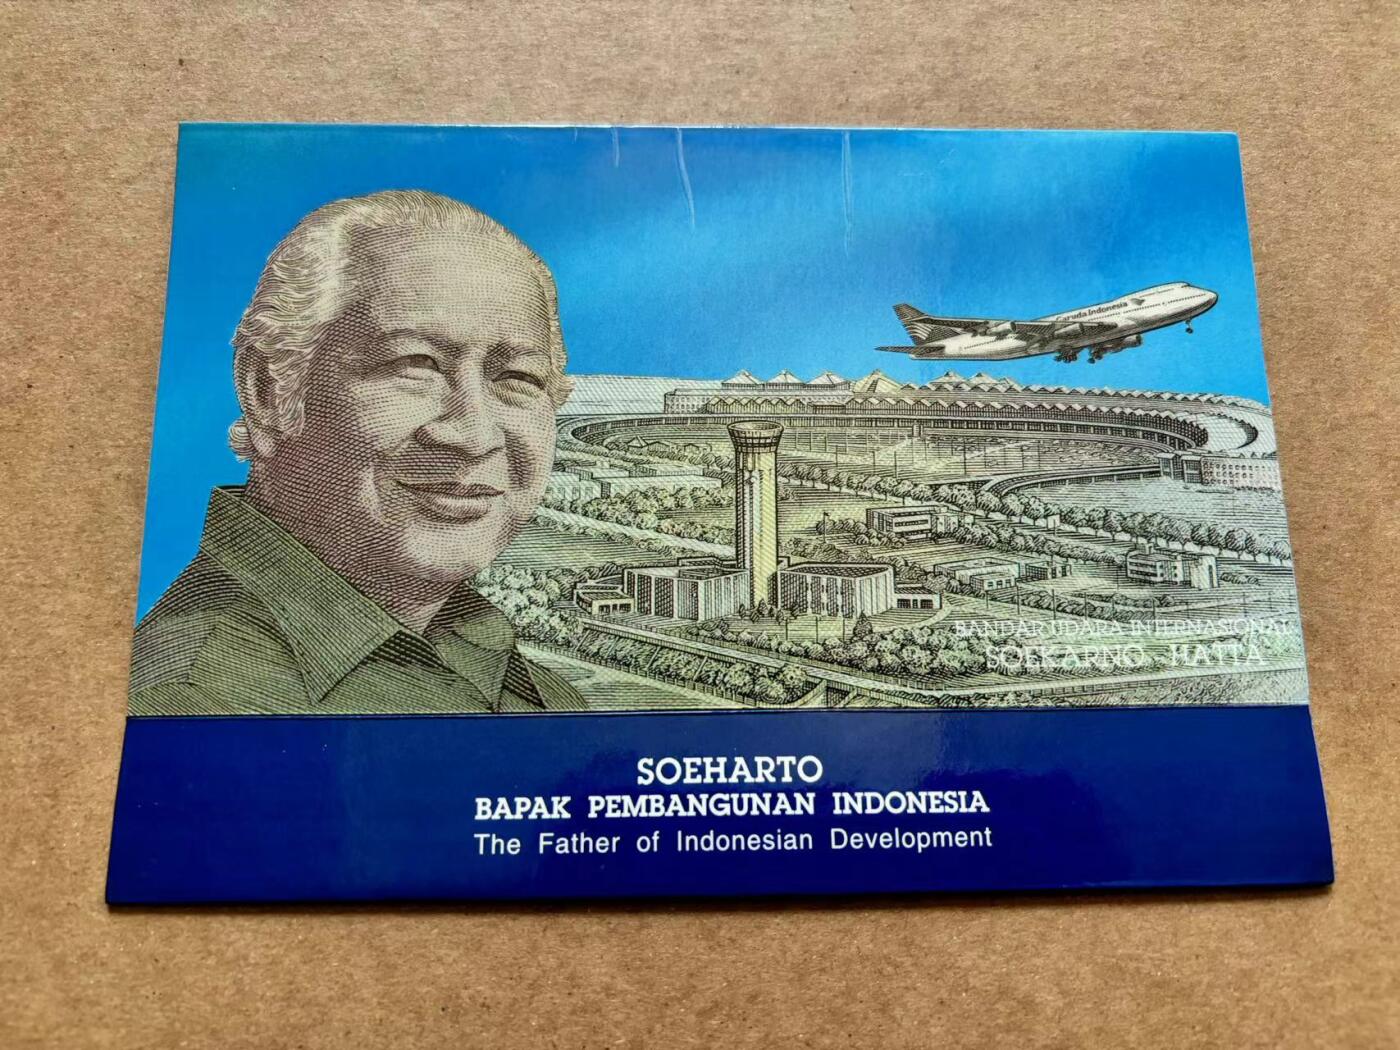 Garuda Indonesia
BANDAR UDARA INTERNASIONAL
SOEKARNO HATTA
SOEHARTO
BAPAK PEMBANGUNAN INDONESIA
The Father of Indonesian Development